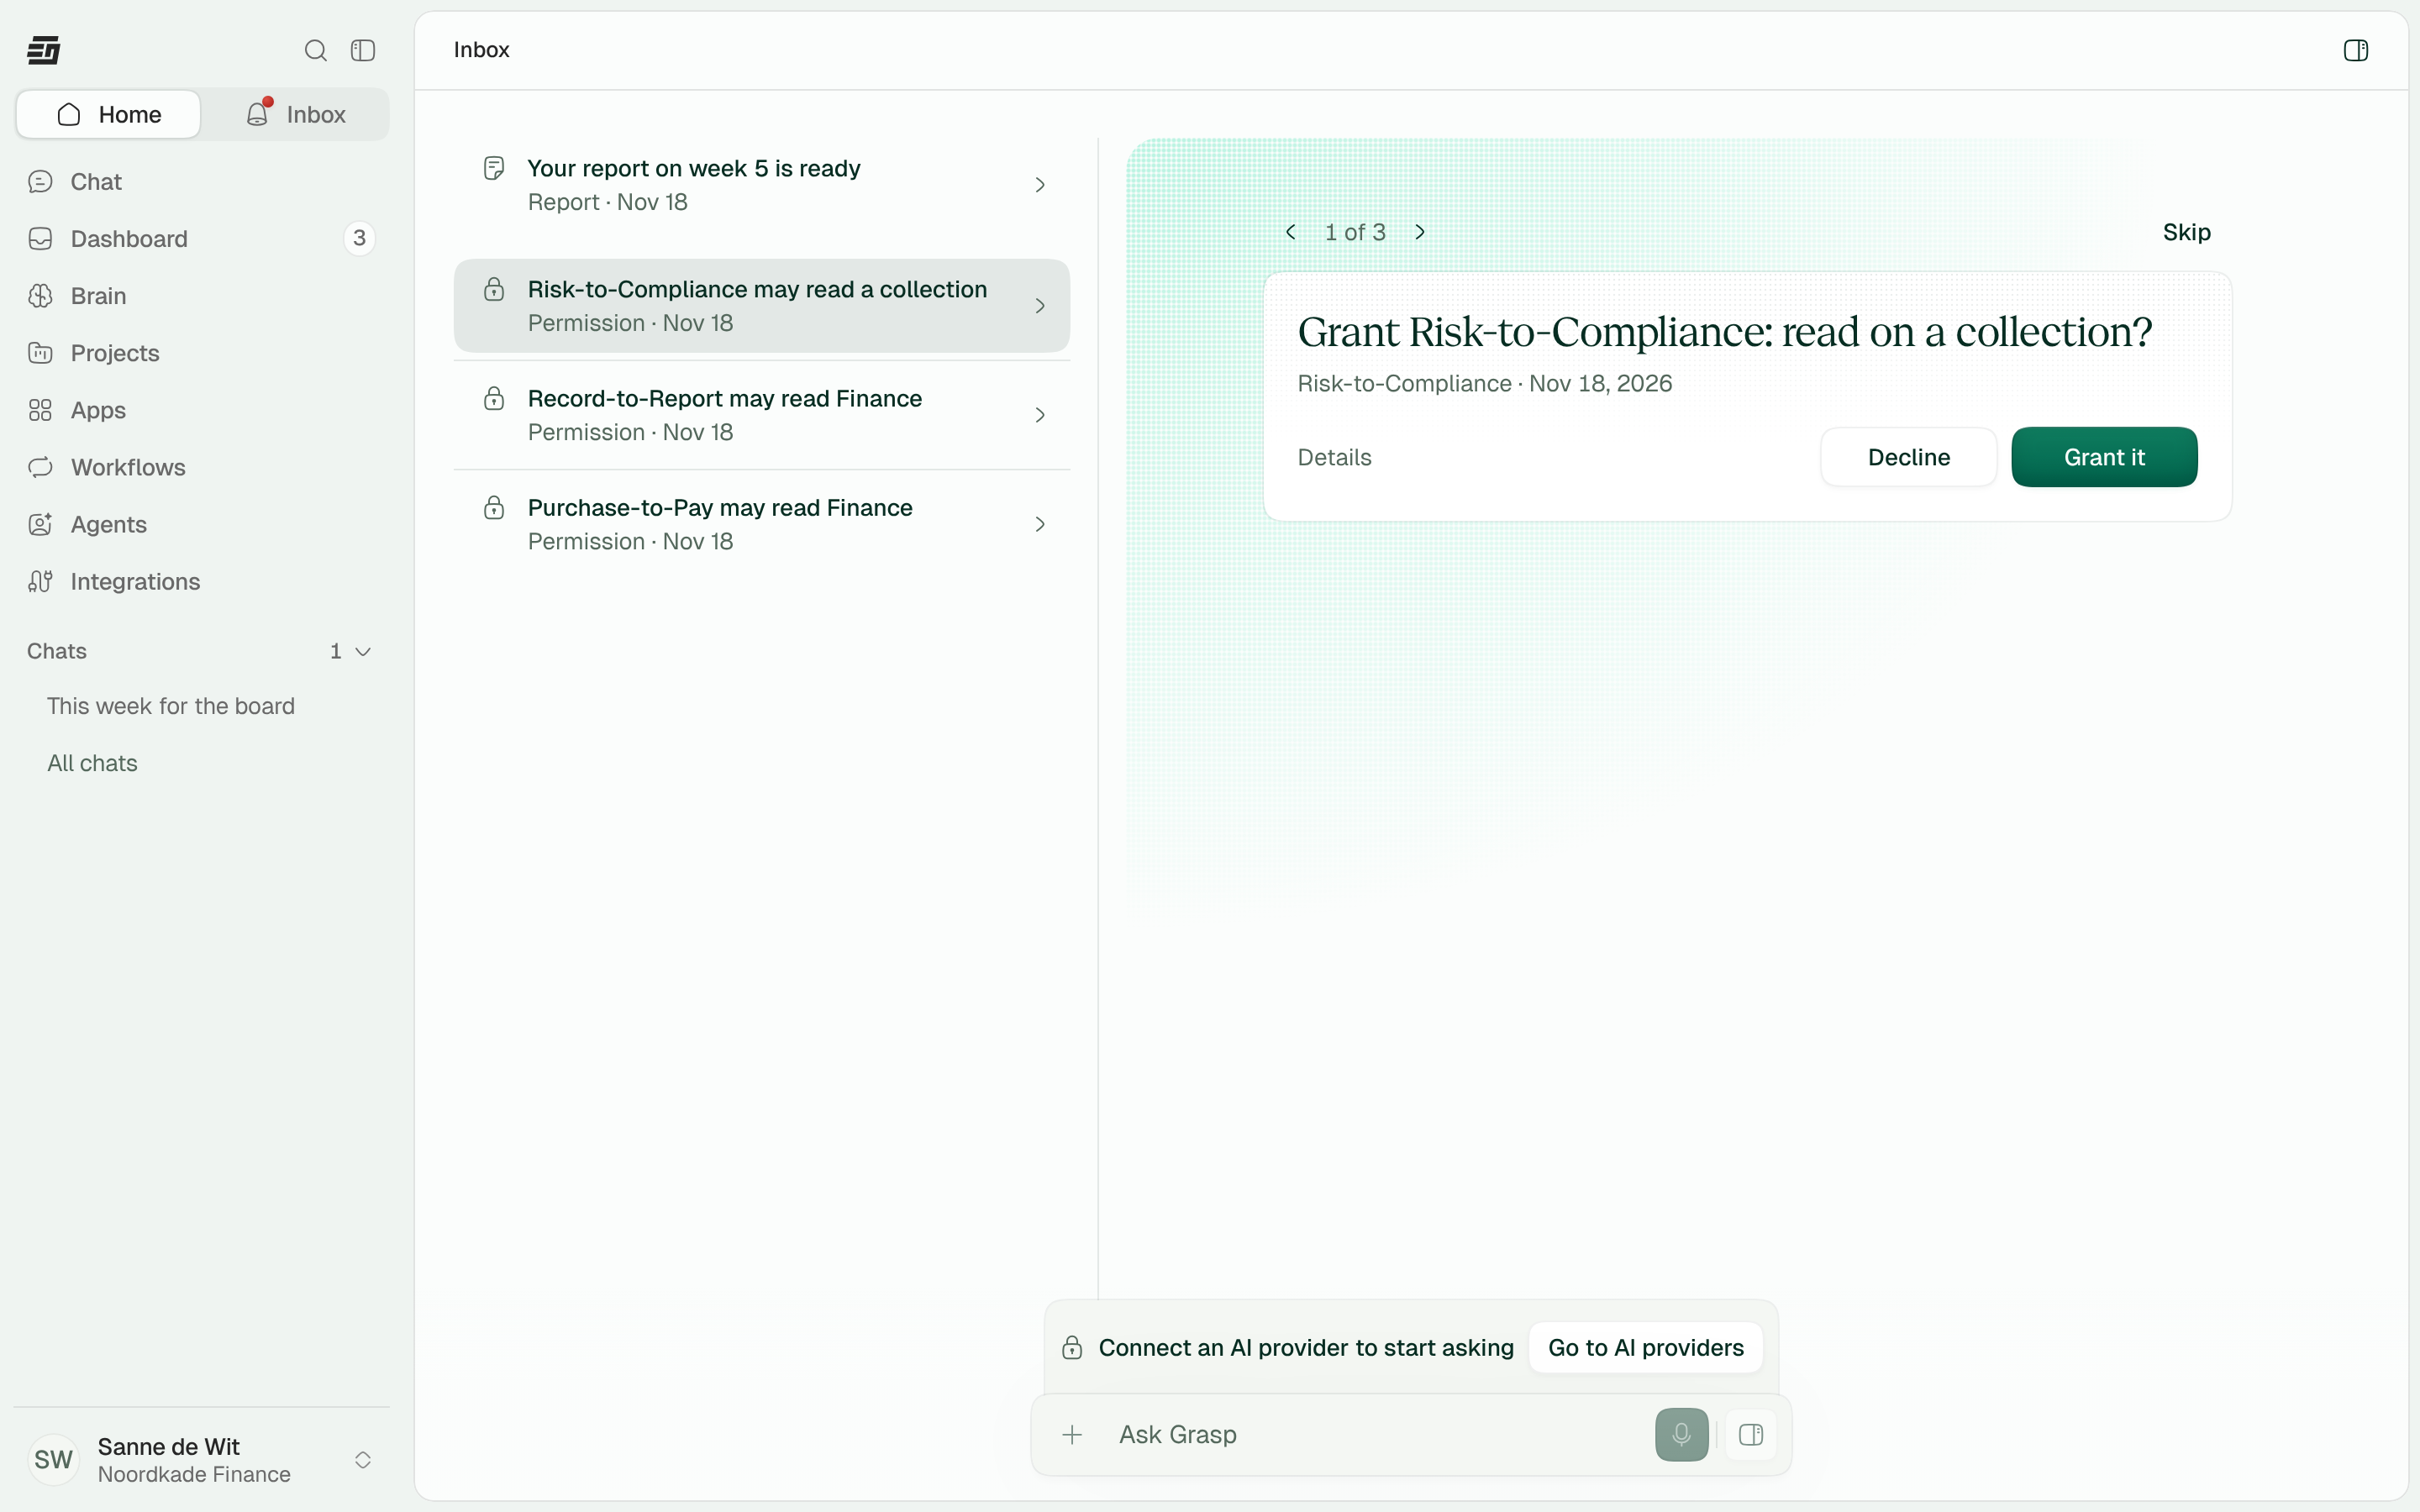 Home
Inbox
Chat
Dashboard
3
Brain
Projects
Apps
Workflows
Agents
Integrations
Chats
1
This week for the board
All chats
SW
Sanne de Wit
Noordkade Finance
Inbox
Your report on week 5 is ready
Report · Nov 18
Risk-to-Compliance may read a collection
Permission · Nov 18
Record-to-Report may read Finance
Permission · Nov 18
Purchase-to-Pay may read Finance
Permission · Nov 18
1 of 3
Skip
Grant Risk-to-Compliance: read on a collection?
Risk-to-Compliance · Nov 18, 2026
Details
Decline
Grant it
Connect an AI provider to start asking
Go to AI providers
Ask Grasp